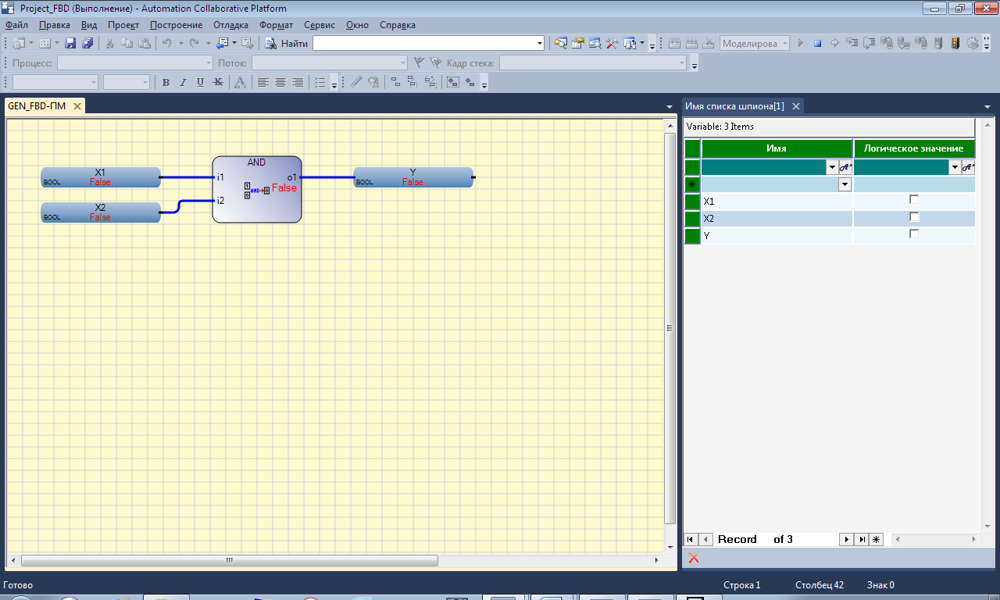 Project_FBD (Выполнение) - Automation Collaborative Platform
Файл Правка Вид Проект Построение Отладка Формат Сервис Окно Справка
Найти Моделирова
Процесс: Поток: Кадр стека:
B I U K A
GEN_FBD-ПМ
X1
BOOL
False
X2
BOOL
False
AND
i1
i2
o1
False
1
0
AND
0
Y
BOOL
False
Имя списка шпиона[1]
Variable: 3 Items
Имя Логическое значение
X1
X2
Y
Record of 3
Готово Строка 1 Столбец 42 Знак 0